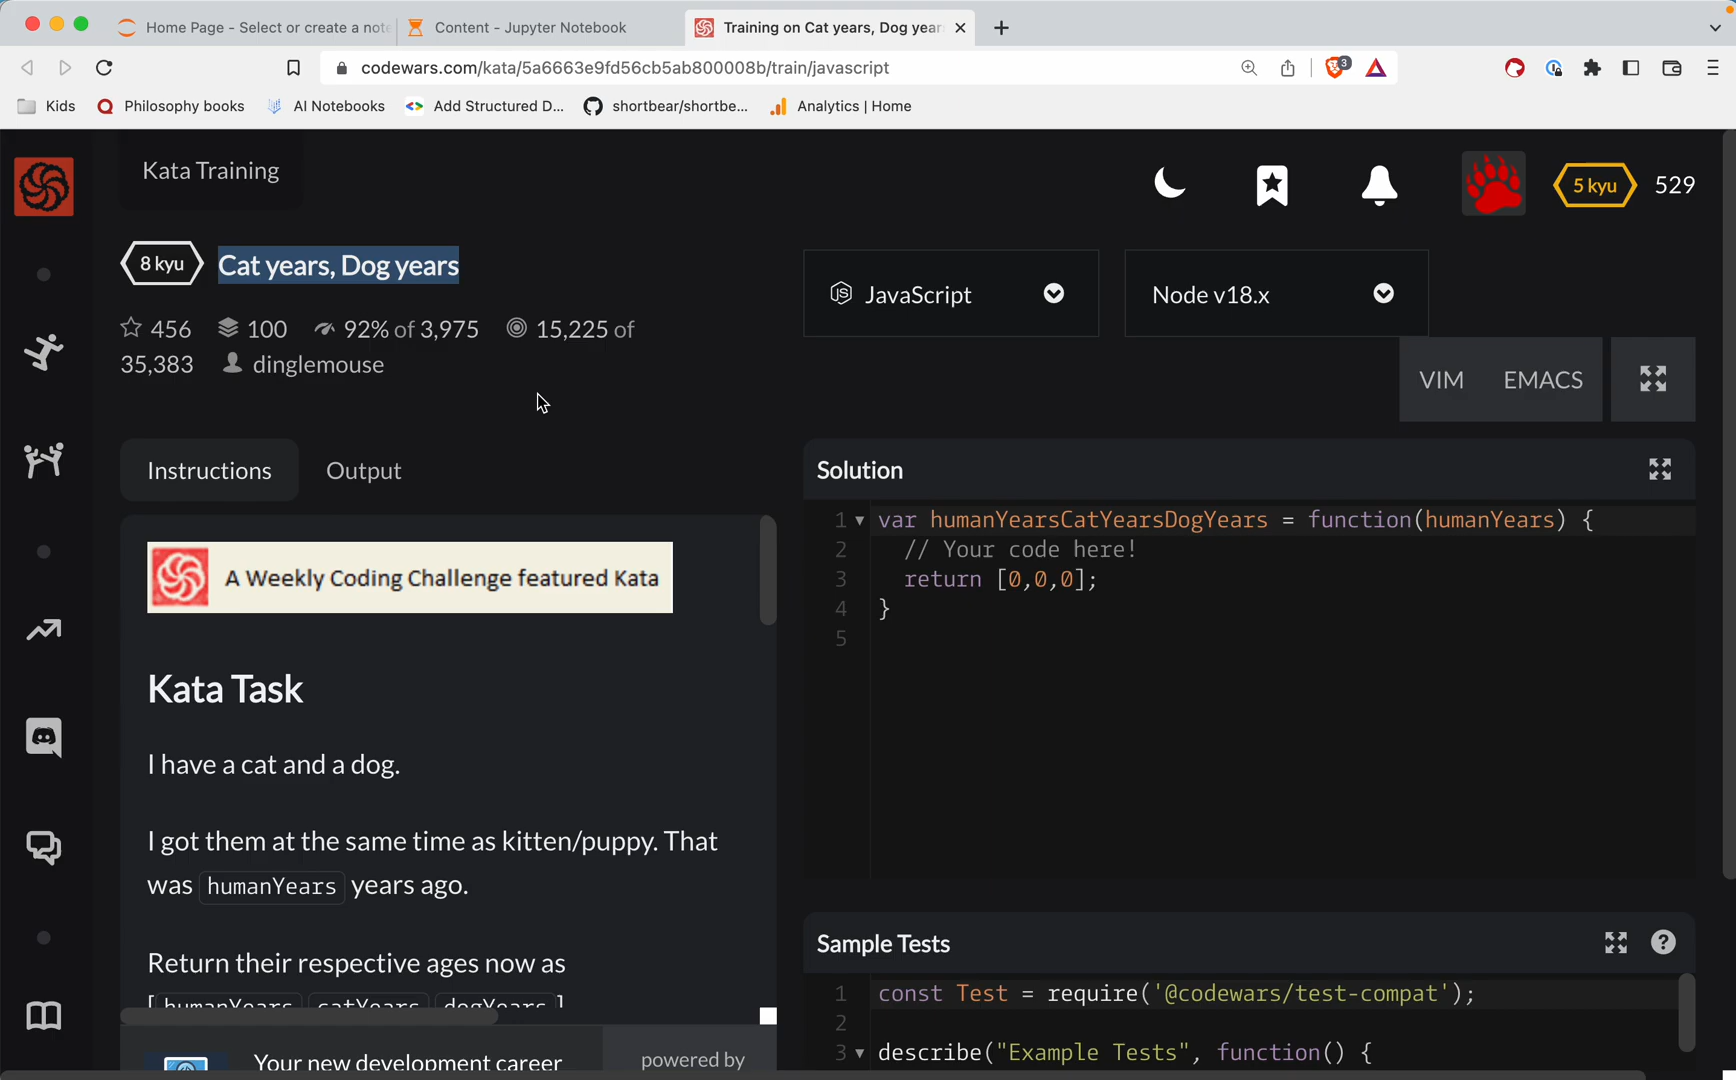 Home Page - Select or create a note
Content - Jupyter Notebook
Training on Cat years, Dog year
codewars.com/kata/5a6663e9fd56cb5ab800008b/train/javascript
3
Kids
Philosophy books
AI Notebooks
Add Structured D...
shortbear/shortbe...
Analytics | Home
Kata Training
5 kyu
529
8 kyu
Cat years, Dog years
456
100
92% of 3,975
15,225 of
35,383
dinglemouse
JavaScript
Node v18.x
VIM
EMACS
Instructions
Output
A Weekly Coding Challenge featured Kata
Kata Task
I have a cat and a dog.
I got them at the same time as kitten/puppy. That
was humanYears years ago.
Return their respective ages now as
[humanYears catYears dogYears]
Your new development career
powered by
Solution
1 var humanYearsCatYearsDogYears = function(humanYears) {
2 // Your code here!
3 return [0,0,0];
4 }
5
Sample Tests
?
1 const Test = require('@codewars/test-compat');
2
3 describe("Example Tests", function() {